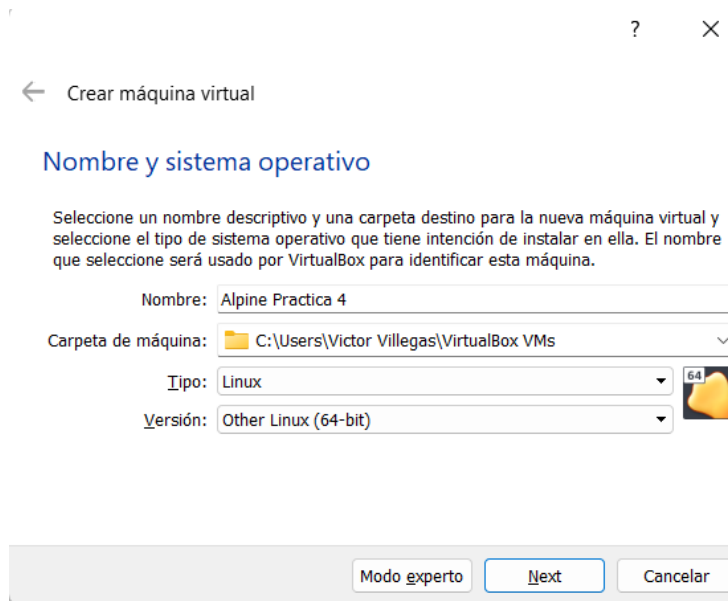 ?
Crear máquina virtual
Nombre y sistema operativo
Seleccione un nombre descriptivo y una carpeta destino para la nueva máquina virtual y
seleccione el tipo de sistema operativo que tiene intención de instalar en ella. El nombre
que seleccione será usado por VirtualBox para identificar esta máquina.
Nombre: Alpine Practica 4
Carpeta de máquina: C:\Users\Victor Villegas\VirtualBox VMs
Tipo: Linux
64
Versión: Other Linux (64-bit)
Modo experto Next Cancelar